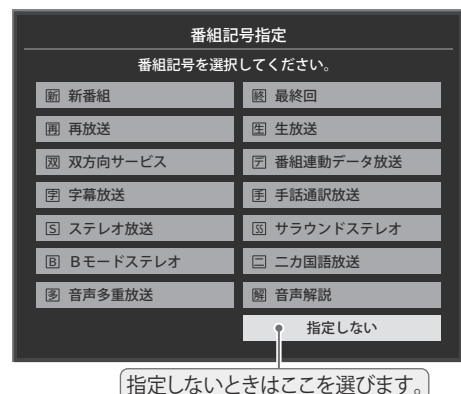 番組記号指定
番組記号を選択してください。
新 新番組
終 最終回
再 再放送
生 生放送
双 双方向サービス
デ 番組連動データ放送
字 字幕放送
手 手話通訳放送
S ステレオ放送
SS サラウンドステレオ
B Bモードステレオ
二 二カ国語放送
多 音声多重放送
解 音声解説
指定しない
指定しないときはここを選びます。